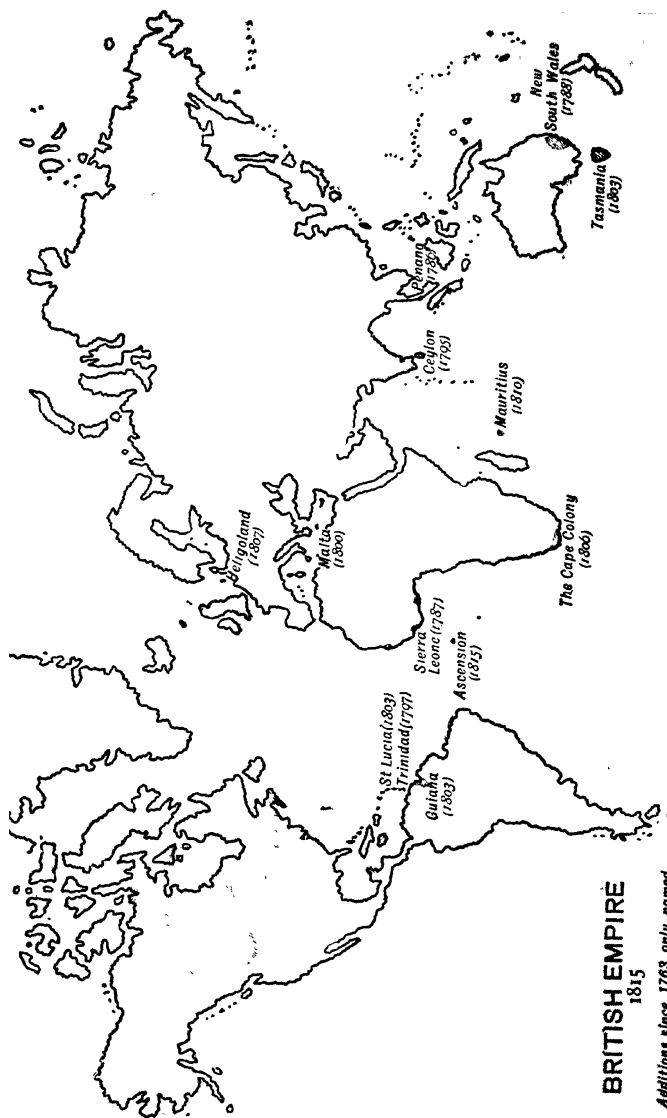 BRITISH EMPIRE
1815
Additions since 1763 only named
St Lucia (1803)
Trinidad (1797)
Guiana
(1803)
Heligoland
(1807)
Malta
(1800)
Sierra
Leone (1787)
Ascension
(1815)
The Cape Colony
(1806)
Mauritius
(1810)
Ceylon
(1795)
Penang
(1786)
New
South Wales
(1788)
Tasmania
(1803)